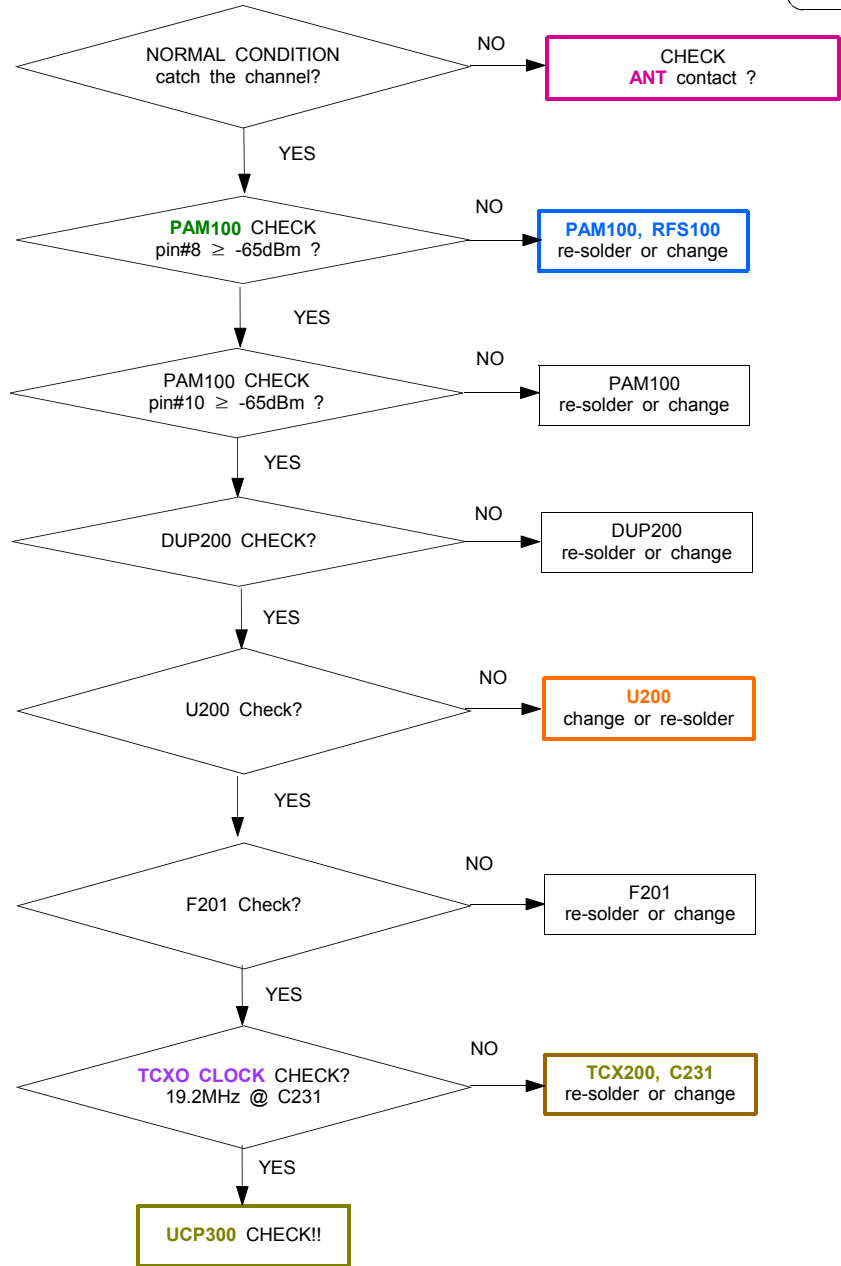 NORMAL CONDITION
catch the channel?
NO
CHECK
ANT contact ?
YES
PAM100 CHECK
pin#8 ≥ -65dBm ?
NO
PAM100, RFS100
re-solder or change
YES
PAM100 CHECK
pin#10 ≥ -65dBm ?
NO
PAM100
re-solder or change
YES
DUP200 CHECK?
NO
DUP200
re-solder or change
YES
U200 Check?
NO
U200
change or re-solder
YES
F201 Check?
NO
F201
re-solder or change
YES
TCXO CLOCK CHECK?
19.2MHz @ C231
NO
TCX200, C231
re-solder or change
YES
UCP300 CHECK!!